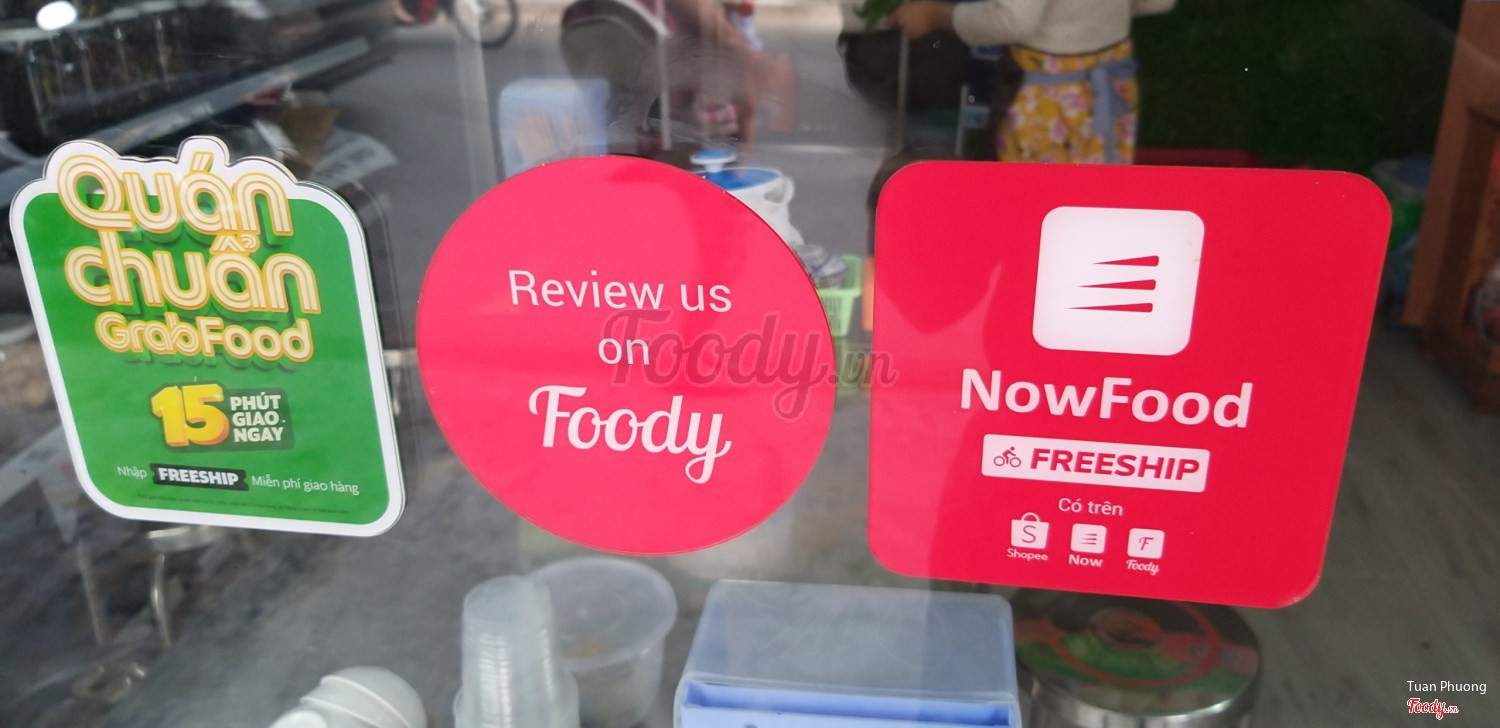 Quán
chuẩn
GrabFood
15 PHÚT
GIAO
NGAY
Nhập FREESHIP Miễn phí giao hàng
Review us
on
Foody
Foody.vn
NowFood
FREESHIP
Có trên
S
Shopee
Now
F
Foody
Tuan Phuong
Foody.vn